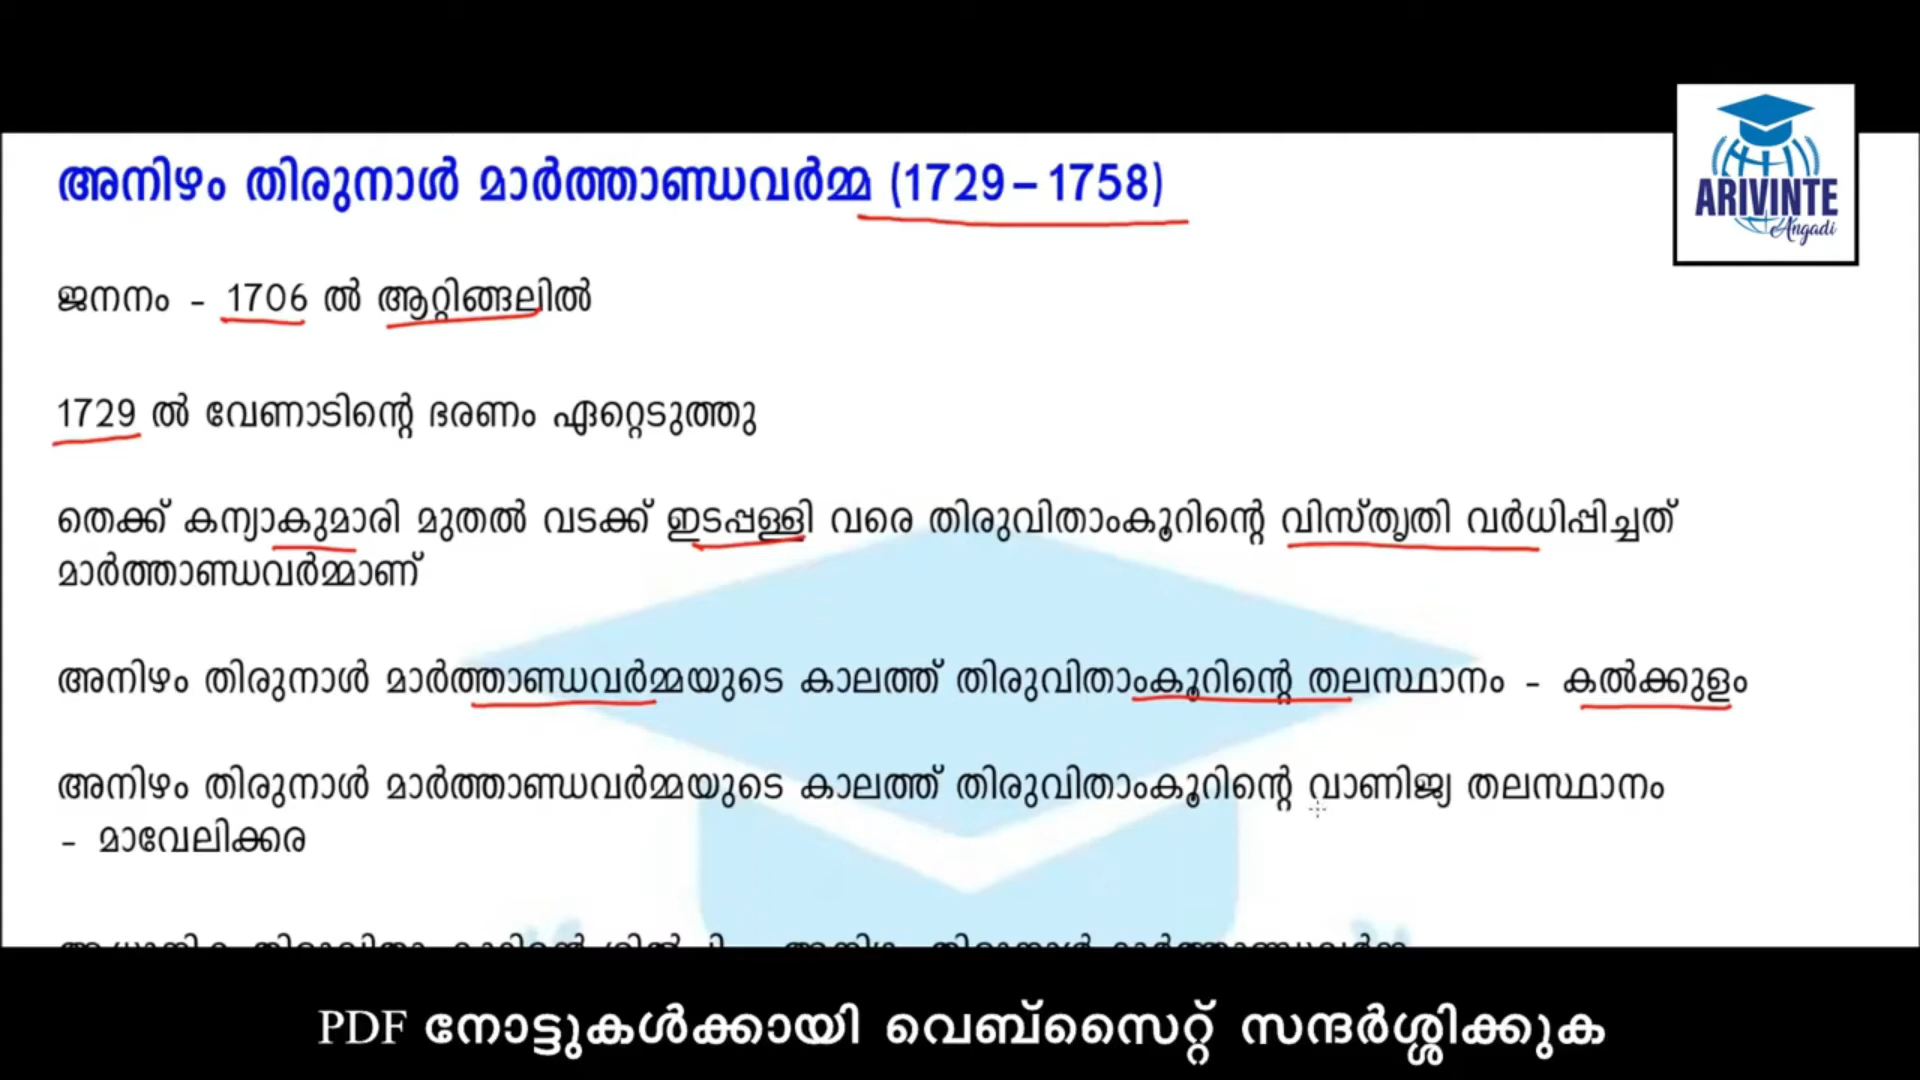 അനിഴം തിരുനാൾ മാർത്താണ്ഡവർമ്മ (1729-1758)
ARIVINTE
Angadi
ജനനം - 1706 ൽ ആറ്റിങ്ങലിൽ
1729 ൽ വേണാടിന്റെ ഭരണം ഏറ്റെടുത്തു
തെക്ക് കന്യാകുമാരി മുതൽ വടക്ക് ഇടപ്പള്ളി വരെ തിരുവിതാംകൂറിന്റെ വിസ്തൃതി വർധിപ്പിച്ചത്
മാർത്താണ്ഡവർമ്മാണ്
അനിഴം തിരുനാൾ മാർത്താണ്ഡവർമ്മയുടെ കാലത്ത് തിരുവിതാംകൂറിന്റെ തലസ്ഥാനം - കൽക്കുളം
അനിഴം തിരുനാൾ മാർത്താണ്ഡവർമ്മയുടെ കാലത്ത് തിരുവിതാംകൂറിന്റെ വാണിജ്യ തലസ്ഥാനം
- മാവേലിക്കര
PDF നോട്ടുകൾക്കായി വെബ്സൈറ്റ് സന്ദർശ്ശിക്കുക